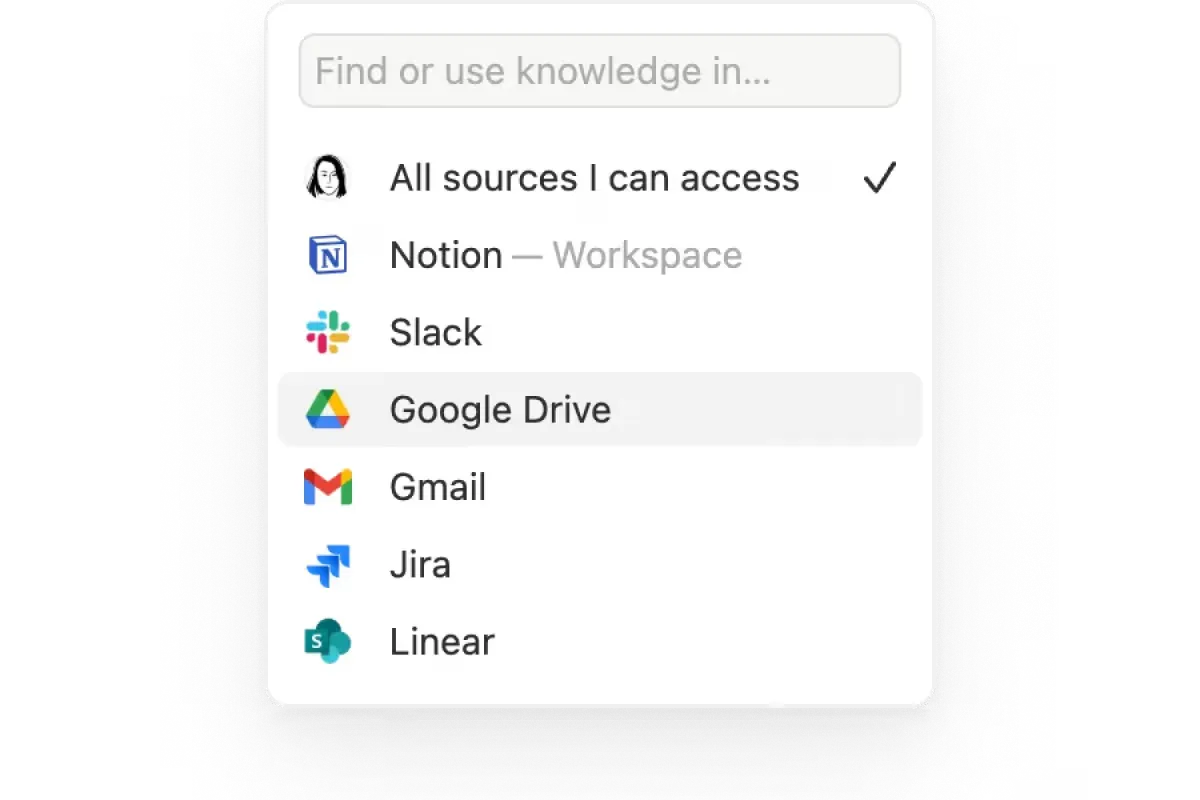 Find or use knowledge in...
All sources I can access
Notion — Workspace
Slack
Google Drive
Gmail
Jira
Linear